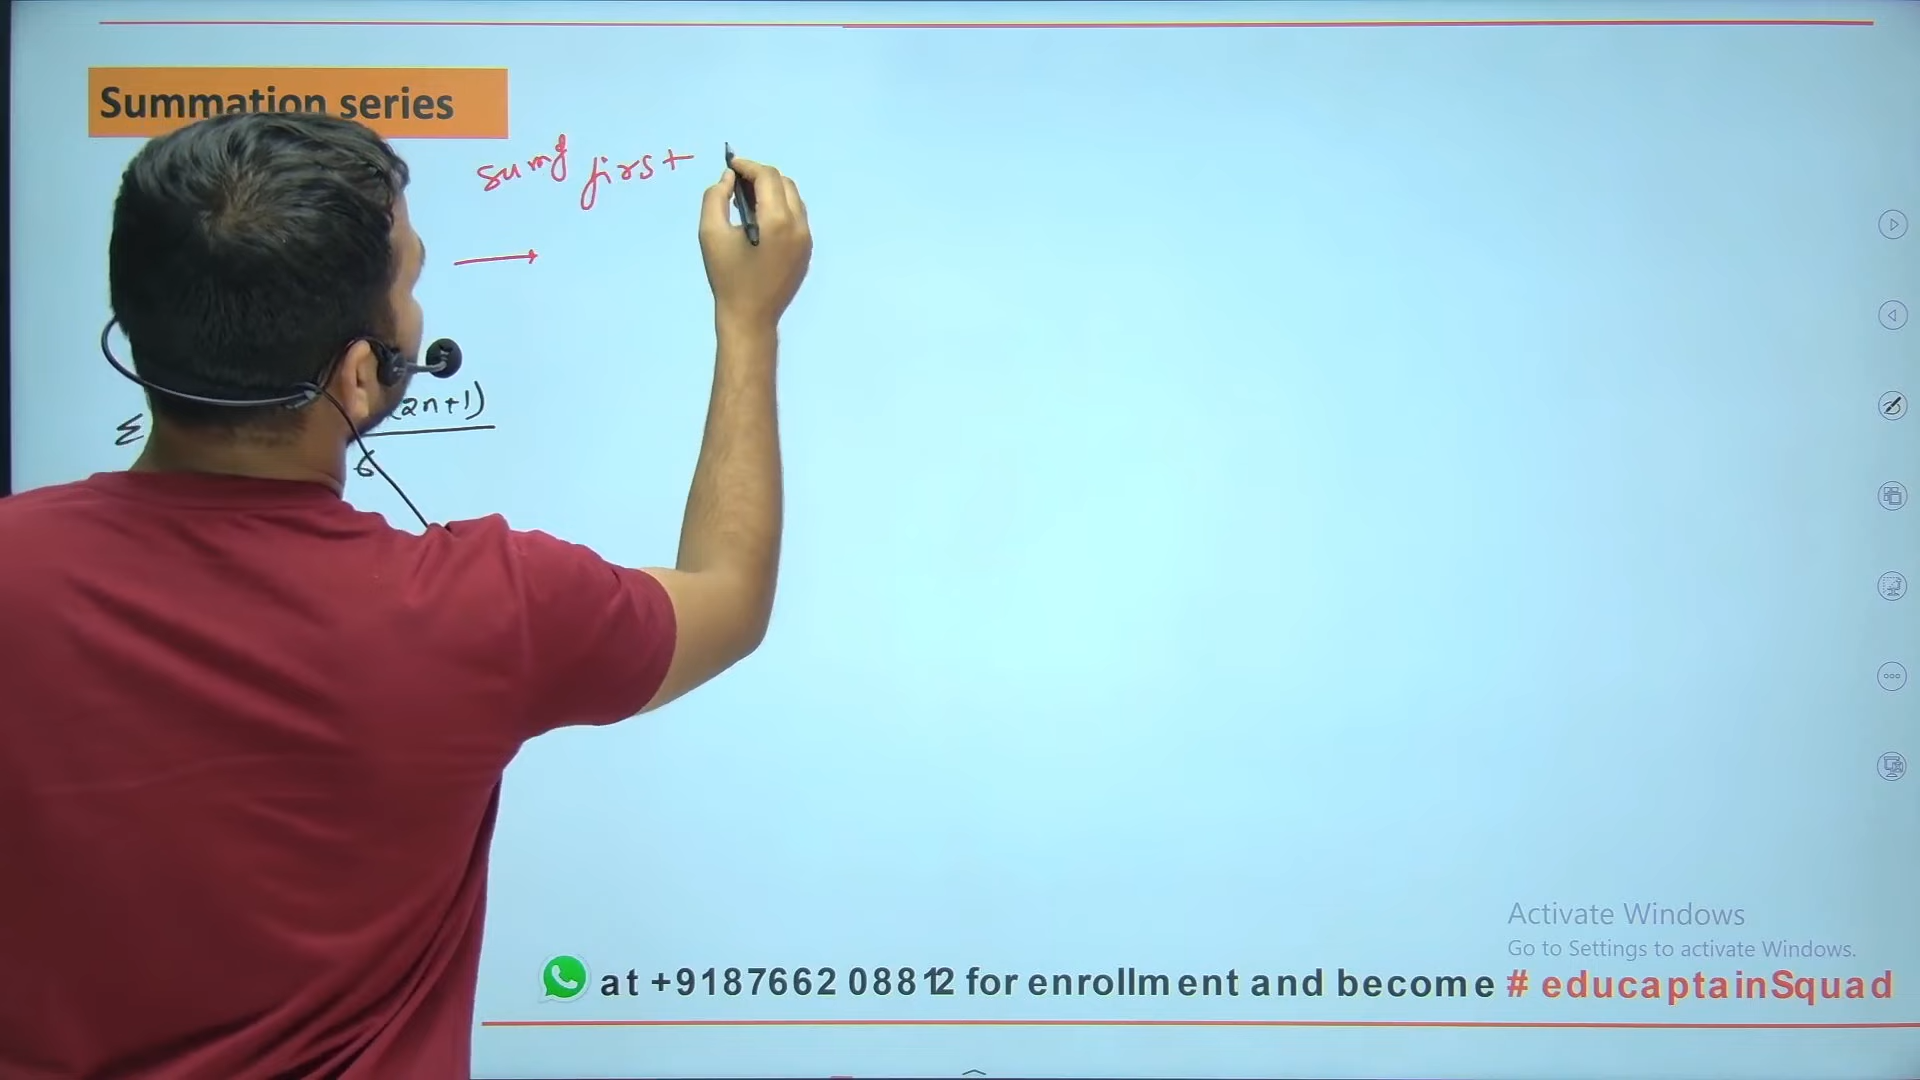 Summation series
sum of first
Σ (2n+1)
6
Activate Windows
Go to Settings to activate Windows.
at +9187662 08812 for enrollment and become # educaptainSquad